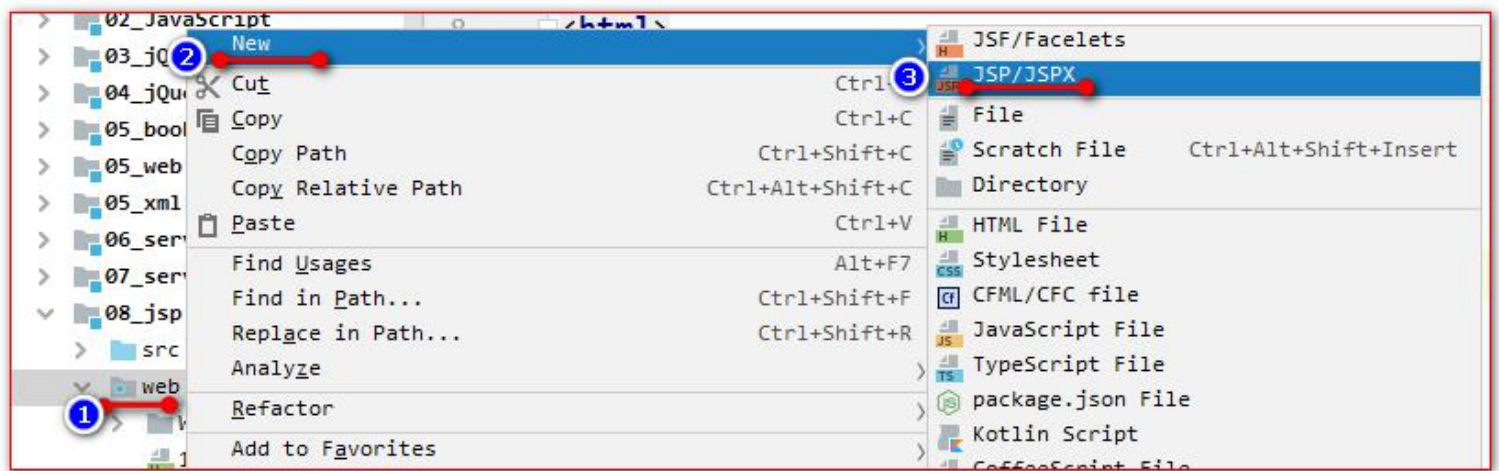 02_JavaScript
<html>
03_jQ
04_jQu
05_boo
05_web
05_xml
06_ser
07_ser
08_jsp
src
web
1
2
3
New
Cut
Copy Ctrl+C
Copy Path Ctrl+Shift+C
Copy Relative Path Ctrl+Alt+Shift+C
Paste Ctrl+V
Find Usages Alt+F7
Find in Path... Ctrl+Shift+F
Replace in Path... Ctrl+Shift+R
Analyze
Refactor
Add to Favorites
JSF/Facelets
JSP/JSPX
File
Scratch File Ctrl+Alt+Shift+Insert
Directory
HTML File
Stylesheet
CFML/CFC file
JavaScript File
TypeScript File
package.json File
Kotlin Script
CoffeeScript File